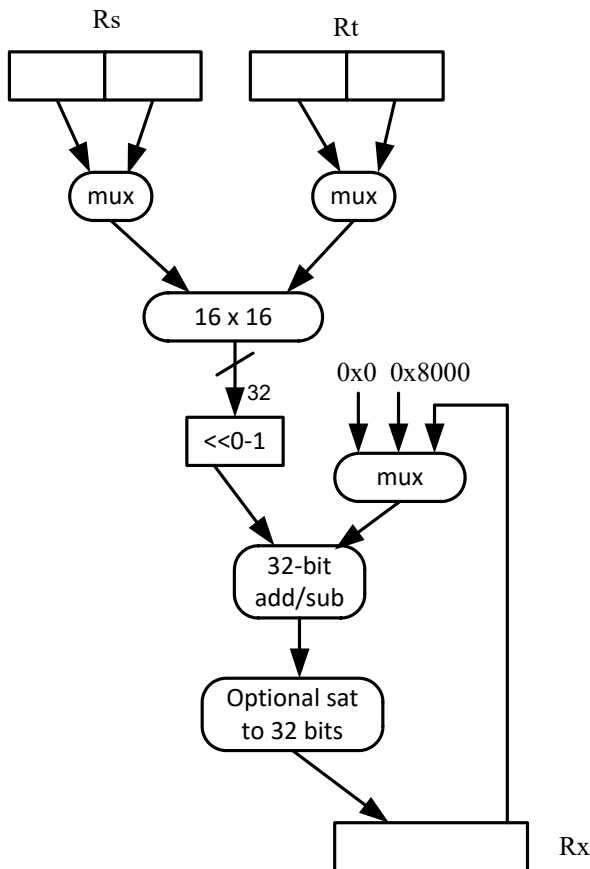 Rs
Rt
mux
mux
16 x 16
32
0x0 0x8000
<<0-1
mux
32-bit
add/sub
Optional sat
to 32 bits
Rx